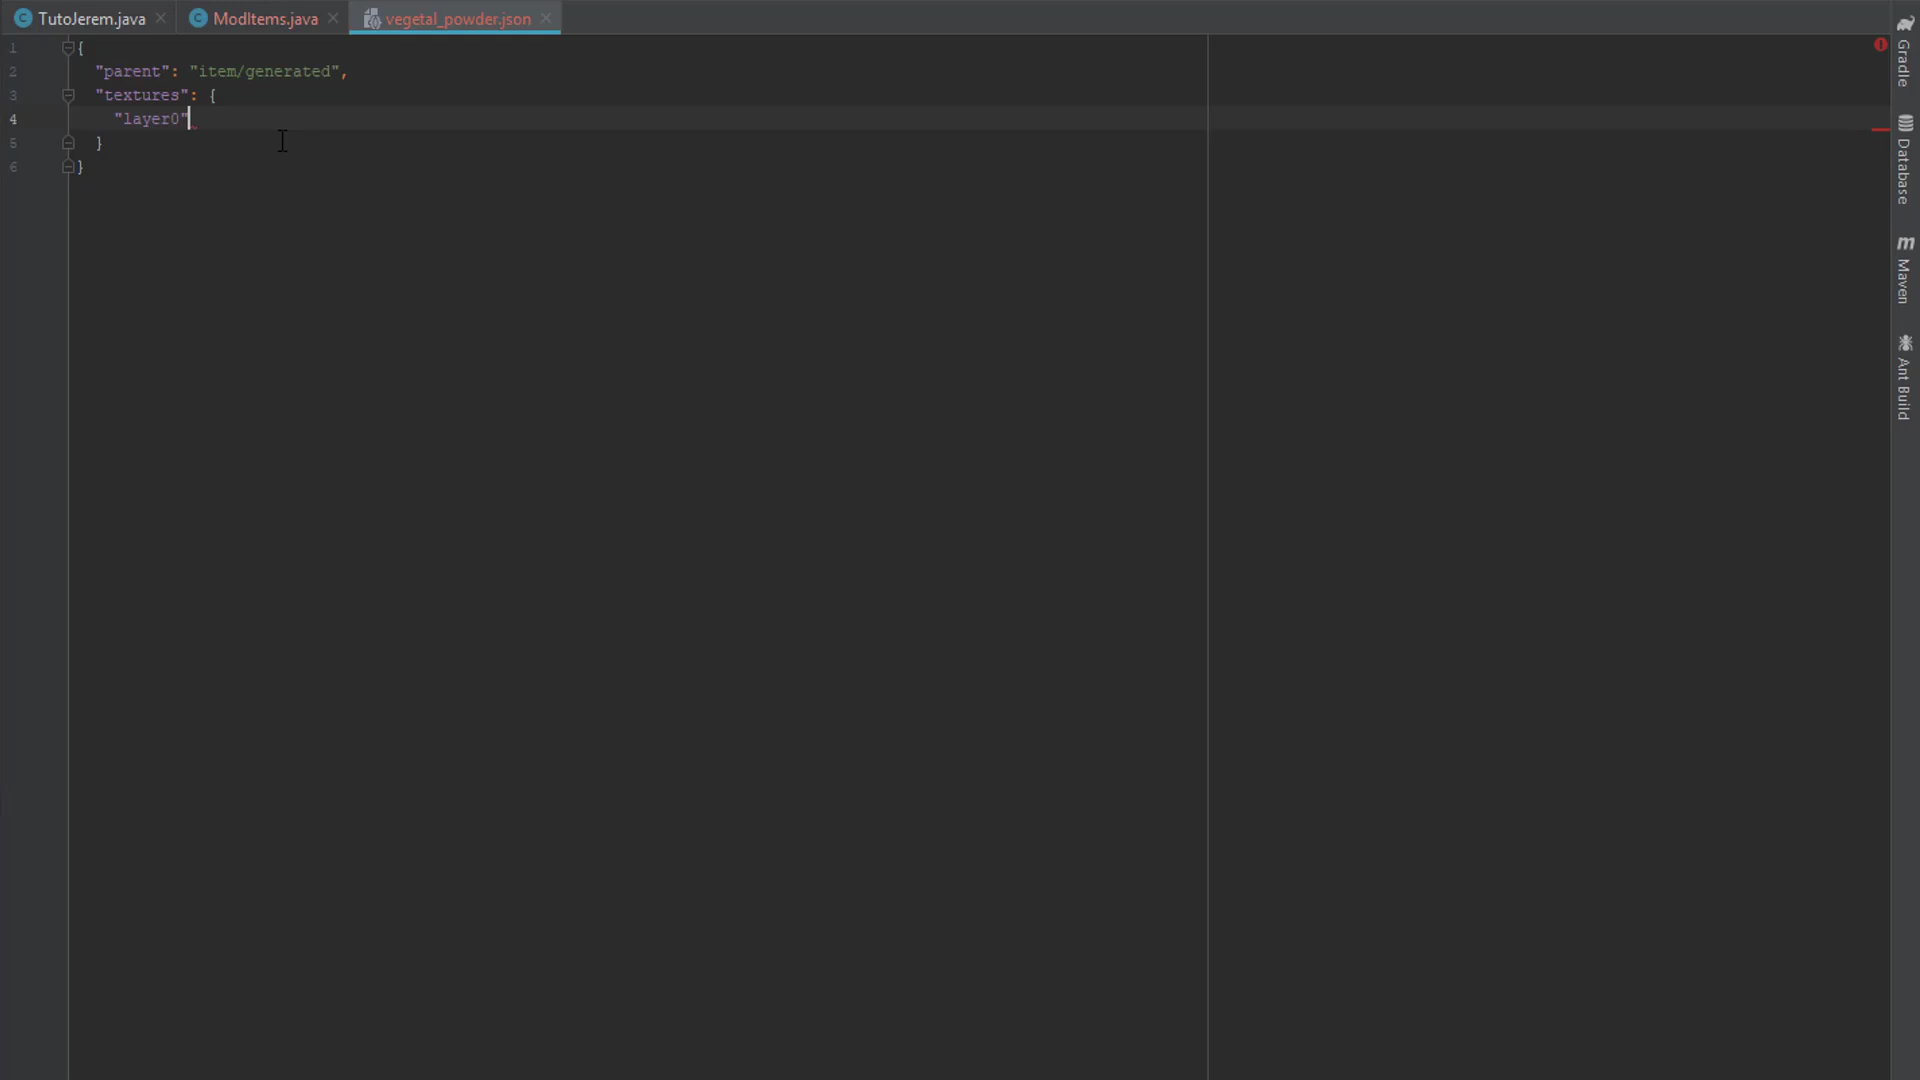 TutoJerem.java
ModItems.java
vegetal_powder.json
1 {
2 "parent": "item/generated",
3 "textures": {
4 "layer0"
5 }
6 }
Gradle
Database
m Maven
Ant Build